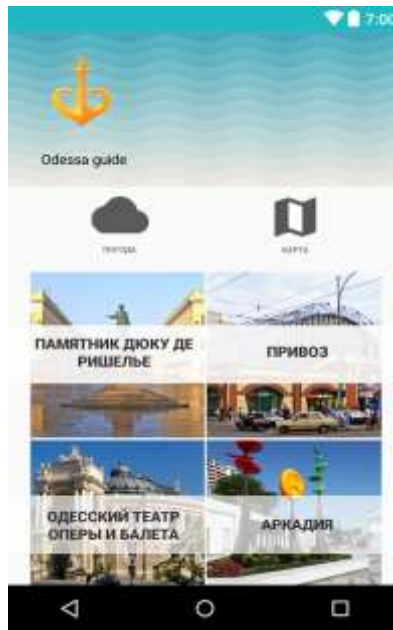 7:00
Odessa guide
ПОГОДА
КАРТА
ПАМЯТНИК ДЮКУ ДЕ
РИШЕЛЬЕ
ПРИВОЗ
ОДЕССКИЙ ТЕАТР
ОПЕРЫ И БАЛЕТА
АРКАДИЯ